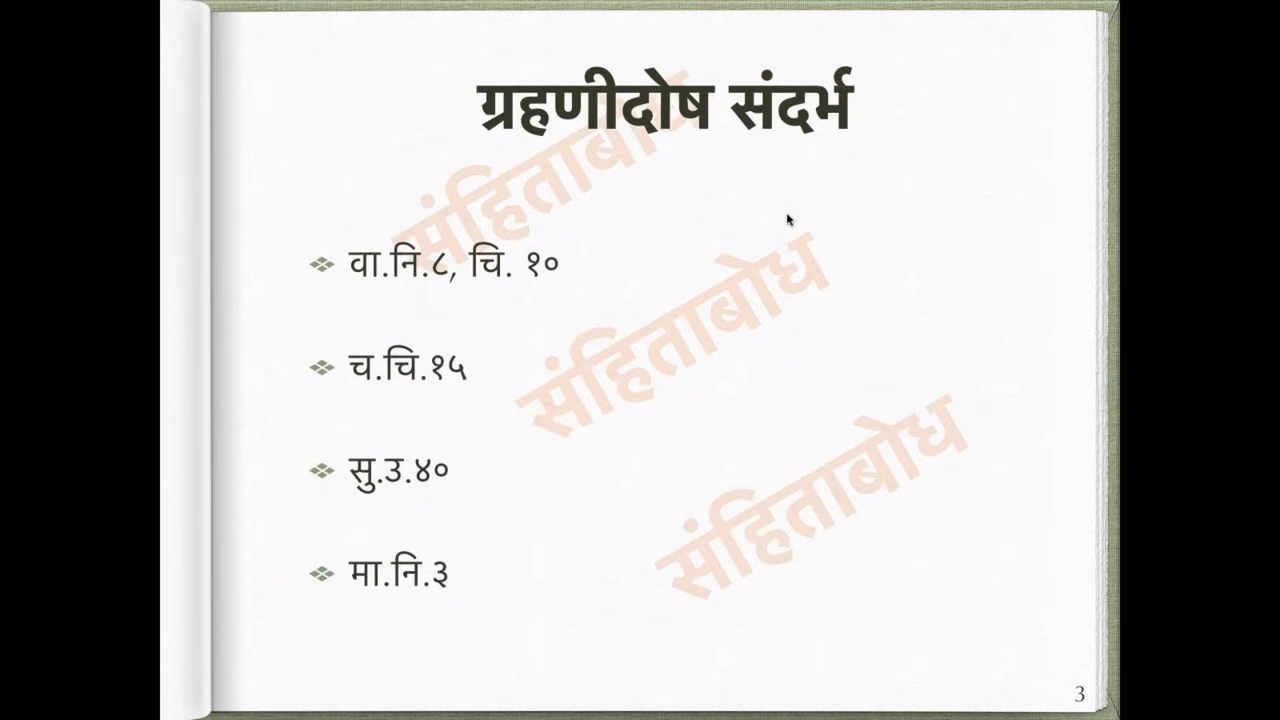 ग्रहणीदोष संदर्भ
वा.नि.८, चि. १०
च.चि.१५
सु.उ.४०
मा.नि.३
संहिताबोध
संहिताबोध
संहिताबोध
3